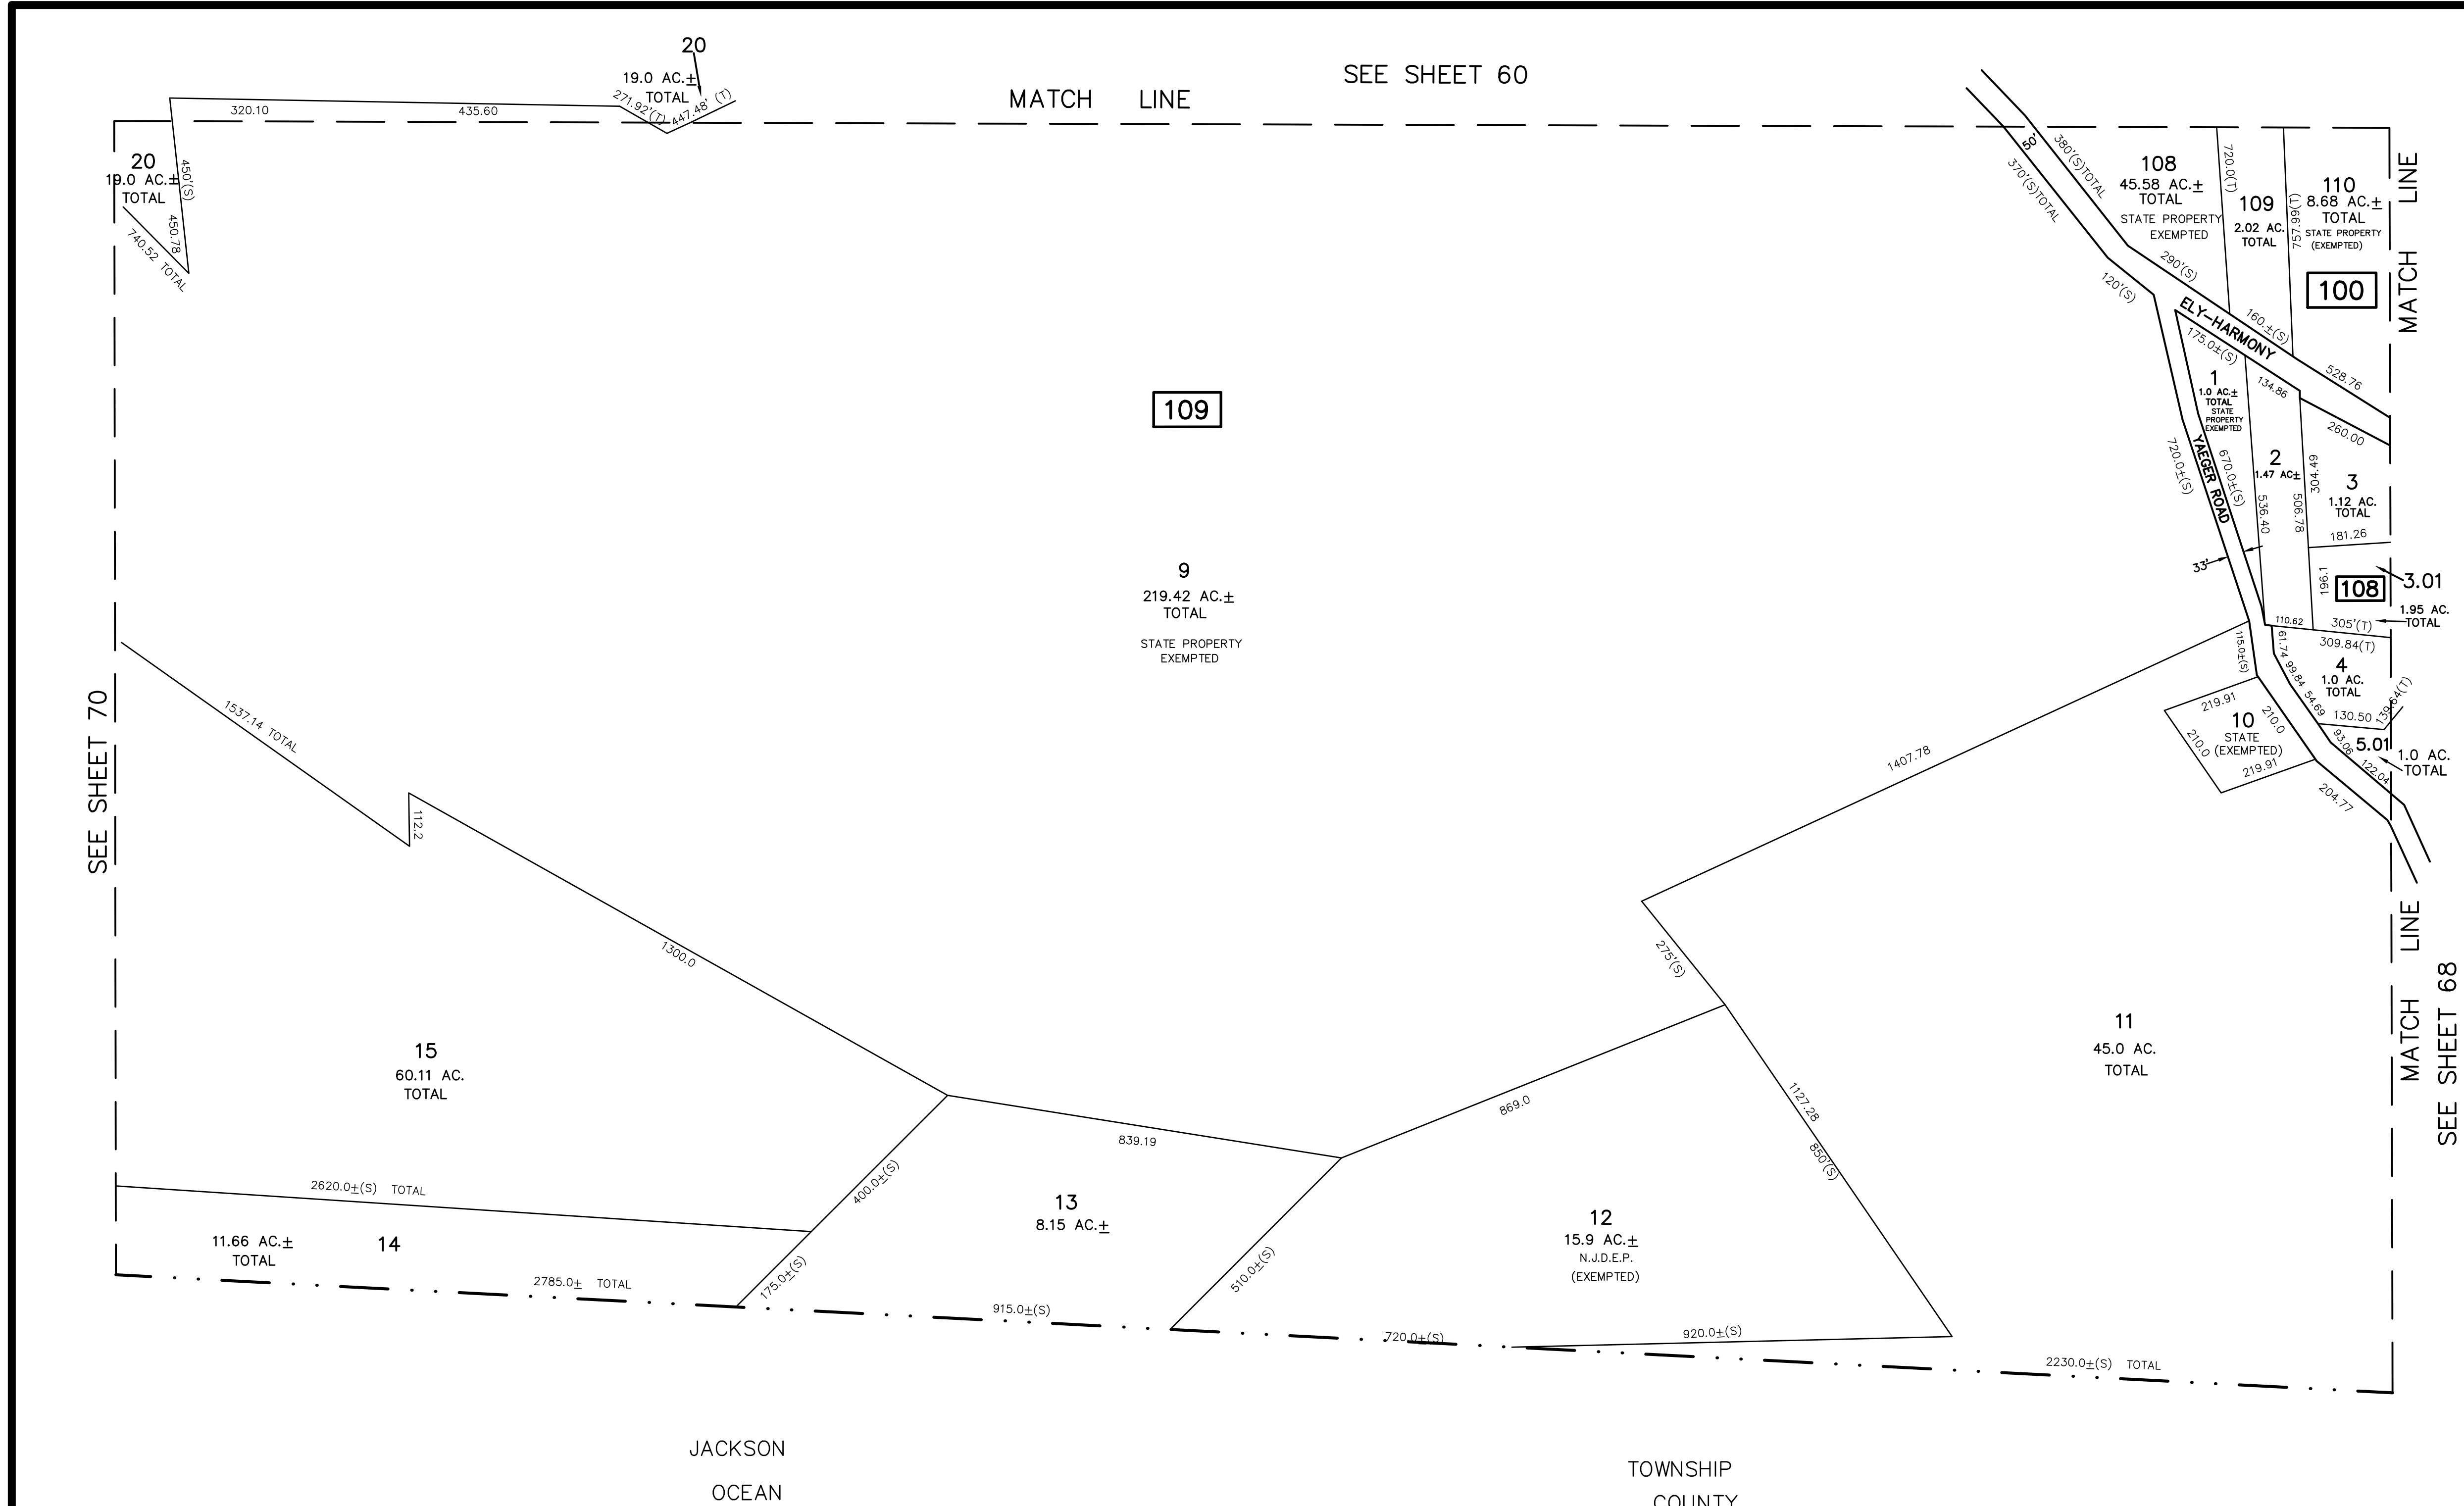 20
19.0 AC.±
TOTAL
271.92'(T)
447.48' (T)
SEE SHEET 60
MATCH LINE
320.10
435.60
20
19.0 AC.±
TOTAL
450'(S)
450.78
740.52 TOTAL
50'
380'(S)TOTAL
370'(S)TOTAL
108
45.58 AC.±
TOTAL
STATE PROPERTY
EXEMPTED
720.0(T)
109
2.02 AC.
TOTAL
757.99(T)
110
8.68 AC.±
TOTAL
STATE PROPERTY
(EXEMPTED)
100
MATCH LINE
290'(S)
120'(S)
ELY-HARMONY
160.±(S)
175.0±(S)
528.76
134.86
260.00
1
1.0 AC.±
TOTAL
STATE
PROPERTY
EXEMPTED
109
YAEGER ROAD
720.0±(S)
670.0±(S)
2
1.47 AC±
536.40
506.78
304.49
3
1.12 AC.
TOTAL
181.26
33'
196.1
108
3.01
1.95 AC.
TOTAL
9
219.42 AC.±
TOTAL
STATE PROPERTY
EXEMPTED
110.62
305'(T)
309.84(T)
115.0±(S)
61.74
99.84
54.69
4
1.0 AC.
TOTAL
139.64(T)
130.50
219.91
10
STATE
(EXEMPTED)
210.0
210.0
219.91
93.06
5.01
1.0 AC.
TOTAL
122.04
204.77
SEE SHEET 70
1537.14 TOTAL
112.2
1407.78
1300.0
275'(S)
MATCH LINE
SEE SHEET 68
11
45.0 AC.
TOTAL
15
60.11 AC.
TOTAL
869.0
1127.28
850'(S)
839.19
400.0±(S)
2620.0±(S) TOTAL
13
8.15 AC.±
12
15.9 AC.±
N.J.D.E.P.
(EXEMPTED)
11.66 AC.±
TOTAL
14
175.0±(S)
510.0±(S)
2785.0± TOTAL
915.0±(S)
720.0±(S)
920.0±(S)
2230.0±(S) TOTAL
JACKSON
TOWNSHIP
OCEAN
COUNTY